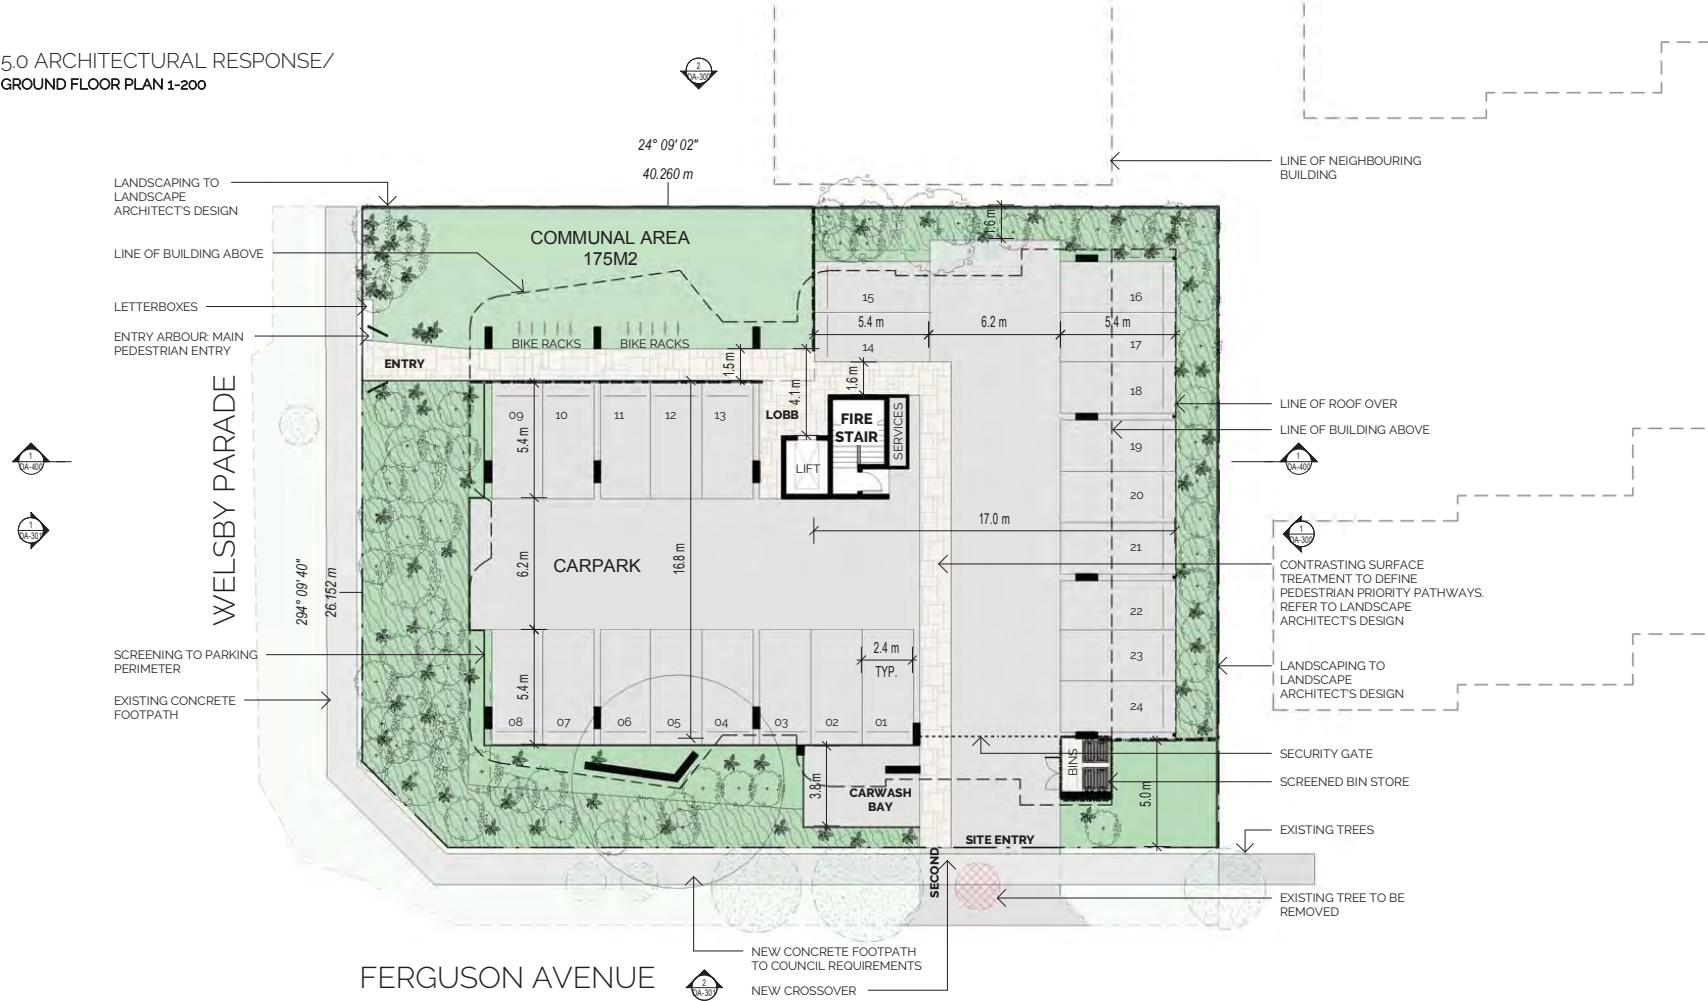 5.0 ARCHITECTURAL RESPONSE/
GROUND FLOOR PLAN 1-200
2
DA-300
24° 09' 02"
40.260 m
LINE OF NEIGHBOURING
BUILDING
LANDSCAPING TO
LANDSCAPE
ARCHITECT'S DESIGN
LINE OF BUILDING ABOVE
LETTERBOXES
ENTRY ARBOUR: MAIN
PEDESTRIAN ENTRY
COMMUNAL AREA
175M2
1.6 m
BIKE RACKS
BIKE RACKS
ENTRY
1.5 m
4.1 m
1.6 m
15
5.4 m
14
6.2 m
5.4 m
16
17
18
19
20
21
22
23
24
09
10
11
12
13
5.4 m
LOBB
FIRE
STAIR
SERVICES
LIFT
LINE OF ROOF OVER
LINE OF BUILDING ABOVE
1
DA-400
1
DA-400
1
DA-301
1
DA-300
WELSBY PARADE
294° 09' 40"
26.152 m
6.2 m
CARPARK
16.8 m
17.0 m
CONTRASTING SURFACE
TREATMENT TO DEFINE
PEDESTRIAN PRIORITY PATHWAYS.
REFER TO LANDSCAPE
ARCHITECT'S DESIGN
SCREENING TO PARKING
PERIMETER
EXISTING CONCRETE
FOOTPATH
2.4 m
TYP.
5.4 m
08
07
06
05
04
03
02
01
LANDSCAPING TO
LANDSCAPE
ARCHITECT'S DESIGN
SECURITY GATE
SCREENED BIN STORE
BINS
3.8 m
CARWASH
BAY
5.0 m
SITE ENTRY
SECOND
EXISTING TREES
EXISTING TREE TO BE
REMOVED
NEW CONCRETE FOOTPATH
TO COUNCIL REQUIREMENTS
NEW CROSSOVER
FERGUSON AVENUE
2
DA-301